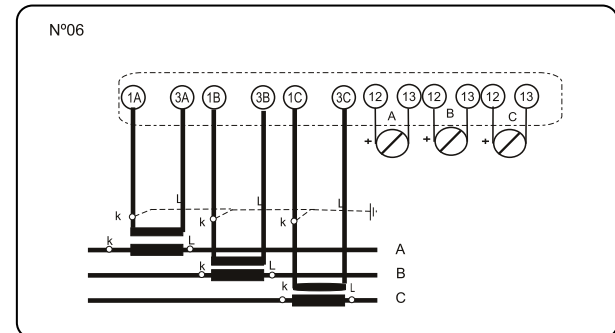 Nº06
1A 3A 1B 3B 1C 3C 12 13 12 13 12 13
A B C
+ + +
L L L
k k k
k L A
k L B
k L C